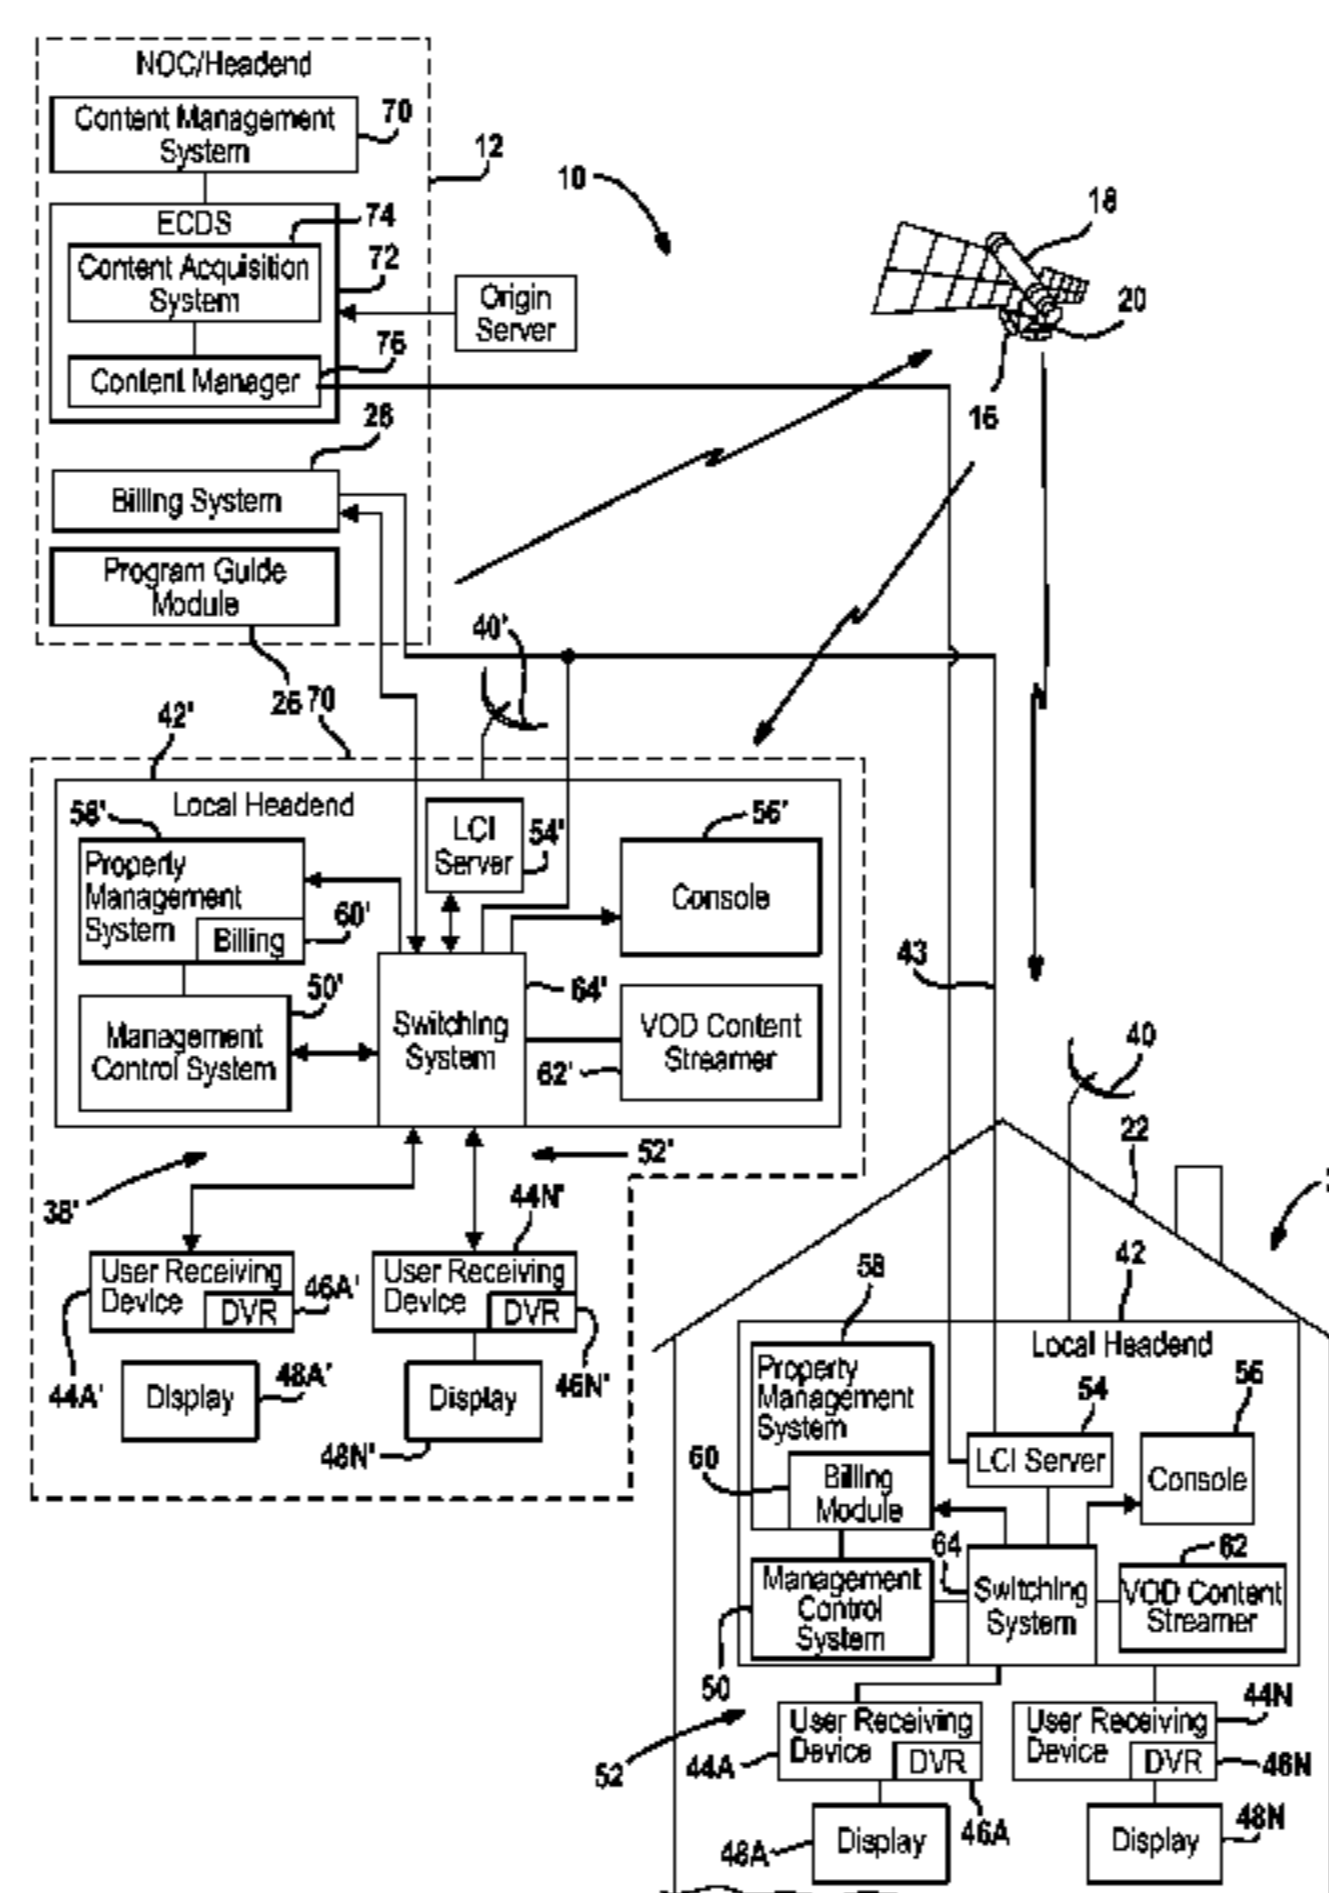 NOC/Headend
Content Management
System
70
12
10
ECDS
74
Content Acquisition
System
72
Origin
Server
76
Content Manager
18
20
16
28
Billing System
Program Guide
Module
26
70
40'
42'
Local Headend
58'
Property
Management
System
Billing
60'
LCI
Server
54'
56'
Console
50'
Management
Control System
Switching
System
64'
VOD Content
Streamer
62'
43
40
22
38'
52'
44N'
User Receiving
Device
DVR
46A'
44A'
User Receiving
Device
DVR
46N'
Display
48A'
Display
48N'
42
58
Local Headend
Property
Management
System
60
Billing
Module
54
LCI Server
56
Console
64
Management
Control
System
Switching
System
62
VOD Content
Streamer
50
52
User Receiving
Device
DVR
44A
46A
44N
User Receiving
Device
DVR
46N
Display
48A
Display
48N